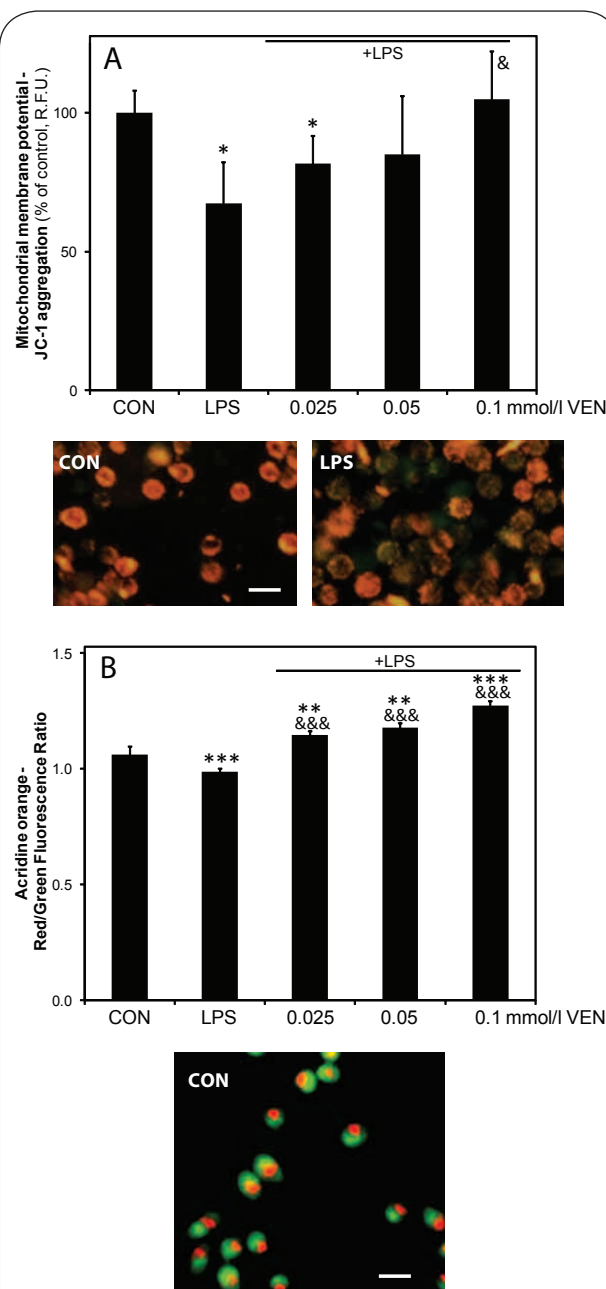 A
+LPS
&
*
*
Mitochondrial membrane potential -
JC-1 aggregation (% of control, R.F.U.)
100
50
0
CON LPS 0.025 0.05 0.1 mmol/l VEN
CON
LPS
B
+LPS
***
&&&
**
&&&
**
&&&
***
Acridine orange -
Red/Green Fluorescence Ratio
1.5
1.0
0.5
0.0
CON LPS 0.025 0.05 0.1 mmol/l VEN
CON